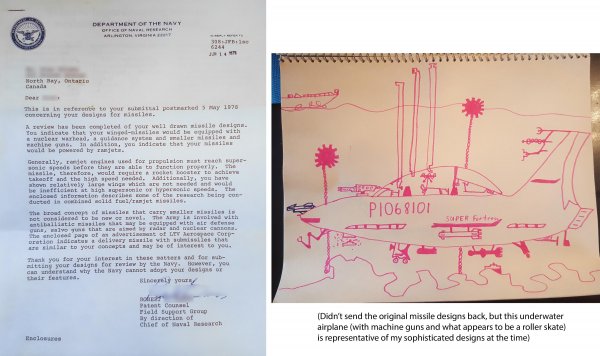 DEPARTMENT OF THE NAVY
OFFICE OF NAVAL RESEARCH
ARLINGTON, VIRGINIA 22217
IN REPLY REFER TO
308:JFB:lso
6244
JUN 14 1978
North Bay, Ontario
Canada
Dear
This is in reference to your submittal postmarked 5 May 1978
concerning your designs for missiles.
A review has been completed of your well drawn missile designs.
You indicate that your winged-missiles would be equipped with
a nuclear warhead, a guidance system and smaller missiles and
machine guns. In addition, you indicate that your missiles
would be powered by ramjets.
Generally, ramjet engines used for propulsion must reach super-
sonic speeds before they are able to function properly. The
missile, therefore, would require a rocket booster to achieve
takeoff and the high speed needed. Additionally, you have
shown relatively large wings which are not needed and would
be inefficient at high supersonic or hypersonic speeds. The
enclosed information describes some of the research being con-
ducted in combined solid fuel/ramjet missiles.
The broad concept of missiles that carry smaller missiles is
not considered to be new or novel. The Army is involved with
antiballistic missiles that may be equipped with machine
guns, salvo guns that are aimed by radar and nuclear cannons.
The enclosed page of an advertisement of LTV Aerospace Corpo-
ration indicates a delivery missile with submissiles that
are similar to your concepts and may be of interest to you.
Thank you for your interest in these matters and for sub-
mitting your designs for review by the Navy. However, you
can understand why the Navy cannot adopt your designs or
their features.
Sincerely yours,
Patent Counsel
Field Support Group
By direction of
Chief of Naval Research
Enclosures
P1068101
SUPER Fortress
(Didn't send the original missile designs back, but this underwater
airplane (with machine guns and what appears to be a roller skate)
is representative of my sophisticated designs at the time)